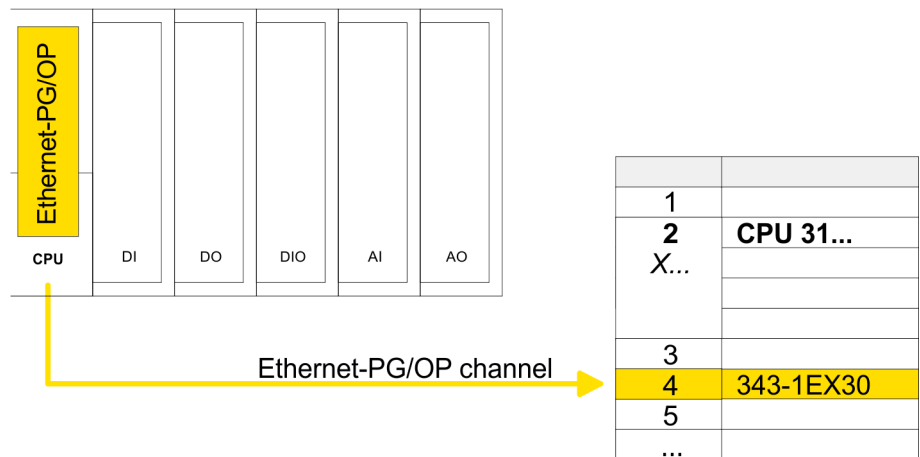 Ethernet-PG/OP
CPU
DI
DO
DIO
AI
AO
Ethernet-PG/OP channel
1
2 CPU 31...
X...
3
4 343-1EX30
5
...